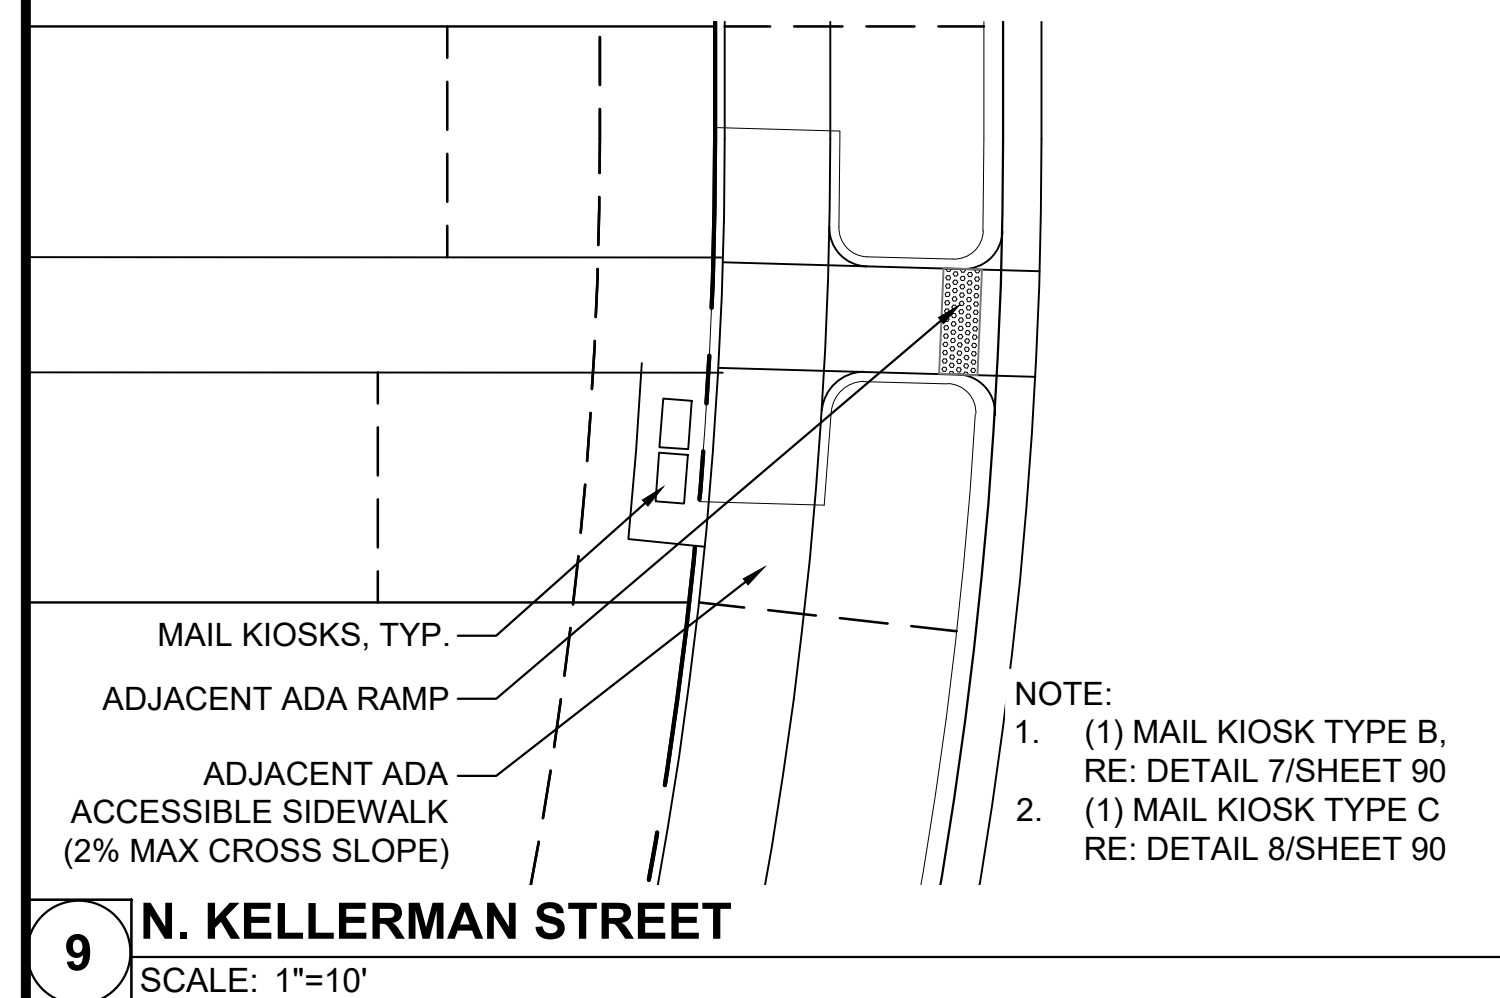 MAIL KIOSKS, TYP.
ADJACENT ADA RAMP
ADJACENT ADA
ACCESSIBLE SIDEWALK
(2% MAX CROSS SLOPE)
NOTE:
1. (1) MAIL KIOSK TYPE B,
RE: DETAIL 7/SHEET 90
2. (1) MAIL KIOSK TYPE C
RE: DETAIL 8/SHEET 90
9
N. KELLERMAN STREET
SCALE: 1"=10'